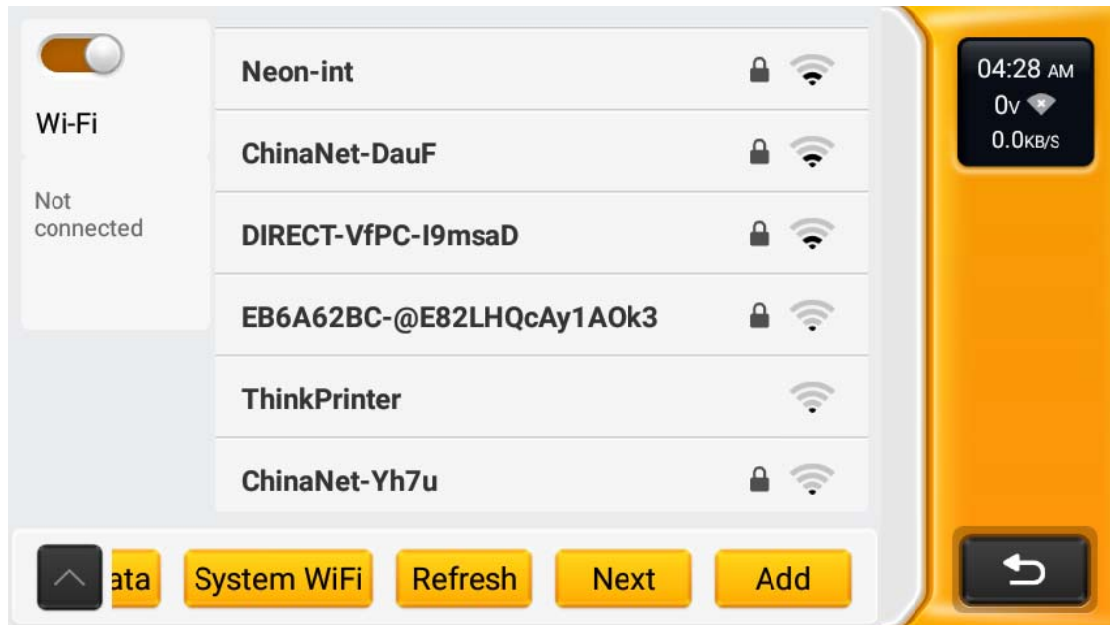 Wi-Fi
Not
connected
Neon-int
ChinaNet-DauF
DIRECT-VfPC-I9msaD
EB6A62BC-@E82LHQcAy1AOk3
ThinkPrinter
ChinaNet-Yh7u
04:28 AM
0V
0.0KB/S
ata
System WiFi
Refresh
Next
Add